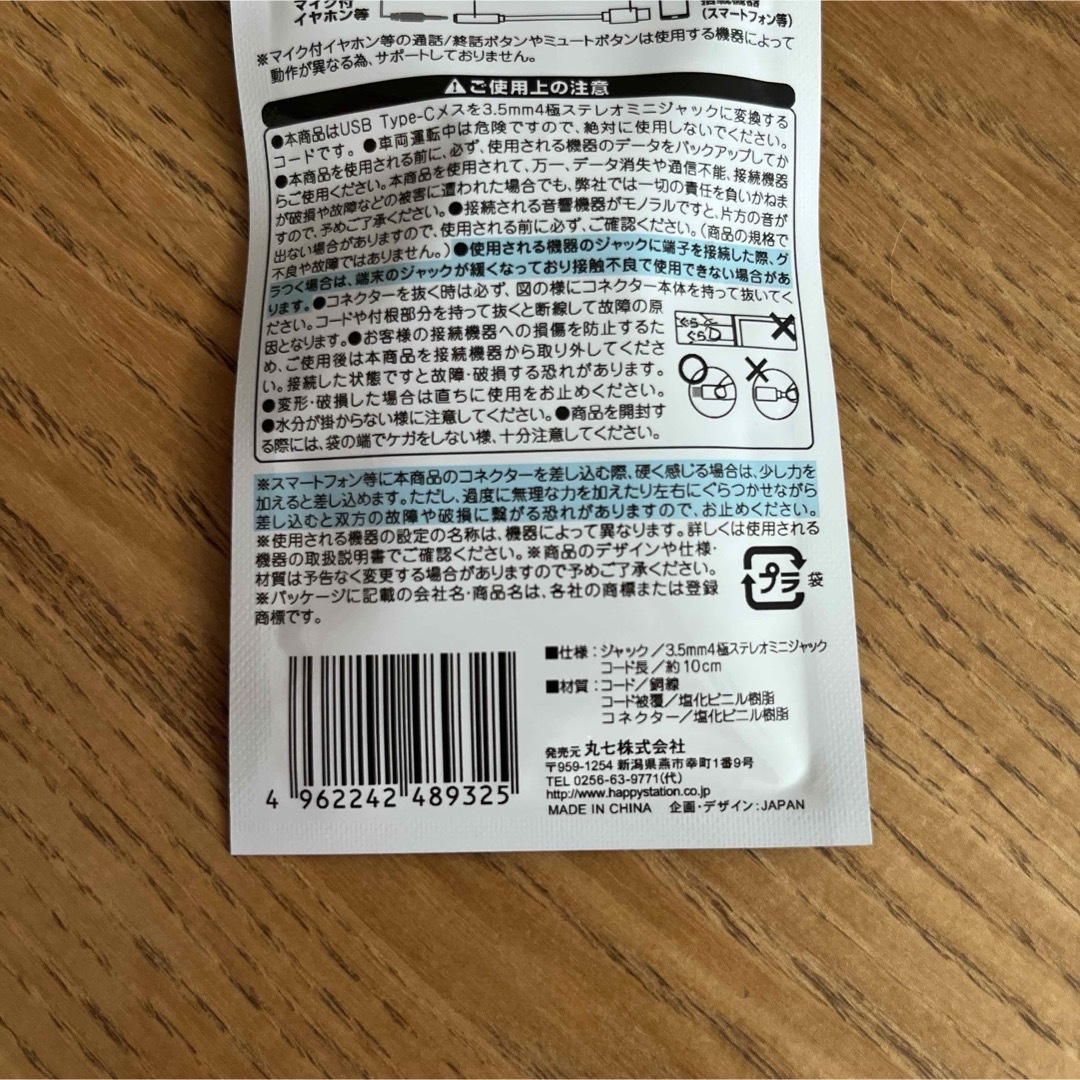 マイク付
イヤホン等
(スマートフォン等)
※マイク付イヤホン等の通話/終話ボタンやミュートボタンは使用する機器によって
動作が異なる為、サポートしておりません。
ご使用上の注意
●本商品はUSB Type-Cメスを3.5mm4極ステレオミニジャックに変換する
コードです。●車両運転中は危険ですので、絶対に使用しないでください。
●本商品を使用される前に、必ず、使用される機器のデータをバックアップしてか
らご使用ください。本商品を使用されて、万一、データ消失や通信不能、接続機器
が破損や故障などの被害に遭われた場合でも、弊社では一切の責任を負いかねま
すので、予めご了承ください。●接続される音響機器がモノラルですと、片方の音が
出ない場合がありますので、使用される前に必ず、ご確認ください。(商品の規格で
不良や故障ではありません。)●使用される機器のジャックに端子を接続した際、グ
ラつく場合は、端末のジャックが緩くなっており接触不良で使用できない場合があ
ります。●コネクターを抜く時は必ず、図の様にコネクター本体を持って抜いてく
ださい。コードや付根部分を持って抜くと断線して故障の原
因となります。●お客様の接続機器への損傷を防止するた
め、ご使用後は本商品を接続機器から取り外してくださ
い。接続した状態ですと故障・破損する恐れがあります。
●変形・破損した場合は直ちに使用をお止めください。
●水分が掛からない様に注意してください。●商品を開封す
る際には、袋の端でケガをしない様、十分注意してください。
ぐら
ぐら
※スマートフォン等に本商品のコネクターを差し込む際、硬く感じる場合は、少し力を
加えると差し込めます。ただし、過度に無理な力を加えたり左右にぐらつかせながら
差し込むと双方の故障や破損に繋がる恐れがありますので、お止めください。
※使用される機器の設定の名称は、機器によって異なります。詳しくは使用される
機器の取扱説明書でご確認ください。※商品のデザインや仕様・
材質は予告なく変更する場合がありますので予めご了承ください。
※パッケージに記載の会社名・商品名は、各社の商標または登録
商標です。
プラ 袋
■仕様:ジャック/3.5mm4極ステレオミニジャック
コード長/約10cm
■材質:コード/銅線
コード被覆/塩化ビニル樹脂
コネクター/塩化ビニル樹脂
発売元 丸七株式会社
〒959-1254 新潟県燕市幸町1番9号
TEL 0256-63-9771(代)
http://www.happystation.co.jp
MADE IN CHINA 企画・デザイン:JAPAN
4 962242 489325